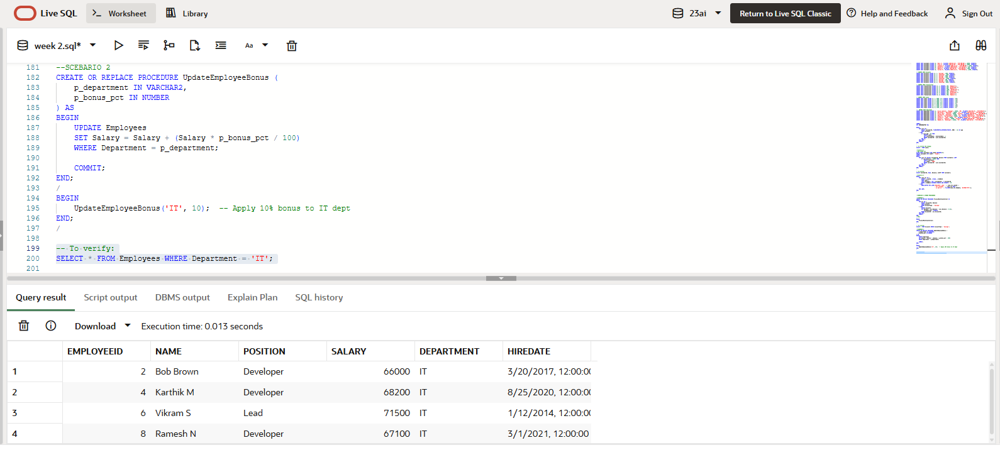 Live SQL
Worksheet
Library
23ai
Return to Live SQL Classic
Help and Feedback
Sign Out
week 2.sql*
Aa
181 --SCEBARIO 2
182 CREATE OR REPLACE PROCEDURE UpdateEmployeeBonus (
183 p_department IN VARCHAR2,
184 p_bonus_pct IN NUMBER
185 ) AS
186 BEGIN
187 UPDATE Employees
188 SET Salary = Salary + (Salary * p_bonus_pct / 100)
189 WHERE Department = p_department;
190
191 COMMIT;
192 END;
193 /
194 BEGIN
195 UpdateEmployeeBonus('IT', 10); -- Apply 10% bonus to IT dept
196 END;
197 /
198
199 -- To verify:
200 SELECT * FROM Employees WHERE Department = 'IT';
201
Query result Script output DBMS output Explain Plan SQL history
Download Execution time: 0.013 seconds
EMPLOYEEID NAME POSITION SALARY DEPARTMENT HIREDATE
1 2 Bob Brown Developer 66000 IT 3/20/2017, 12:00:00
2 4 Karthik M Developer 68200 IT 8/25/2020, 12:00:00
3 6 Vikram S Lead 71500 IT 1/12/2014, 12:00:00
4 8 Ramesh N Developer 67100 IT 3/1/2021, 12:00:00